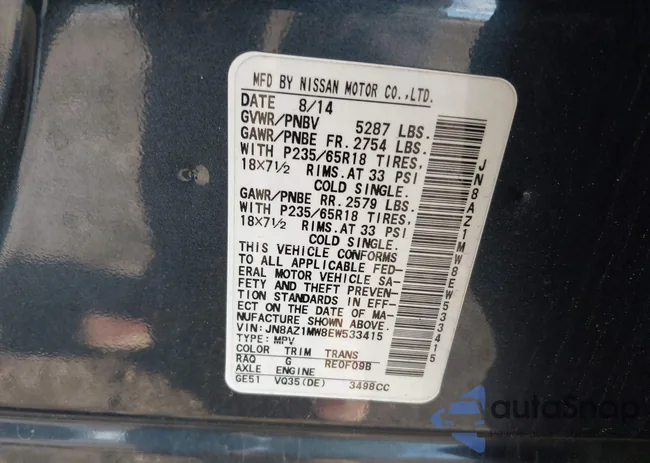 MFD BY NISSAN MOTOR CO.,LTD.
DATE 8/14
GVWR/PNBV 5287 LBS.
GAWR/PNBE FR. 2754 LBS.
WITH P235/65R18 TIRES,
18X7½ RIMS.AT 33 PSI
COLD SINGLE.
GAWR/PNBE RR. 2579 LBS.
WITH P235/65R18 TIRES,
18X7½ RIMS.AT 33 PSI
COLD SINGLE.
THIS VEHICLE CONFORMS
TO ALL APPLICABLE FED-
ERAL MOTOR VEHICLE SA-
FETY AND THEFT PREVEN-
TION STANDARDS IN EFF-
ECT ON THE DATE OF MA-
NUFACTURE SHOWN ABOVE.
VIN: JN8AZ1MW8EW533415
TYPE: MPV
COLOR TRIM TRANS
RAQ G RE0F09B
AXLE ENGINE
GE51 VQ35(DE) 3498CC
JN8AZ1MW8EW533415
autoSnap